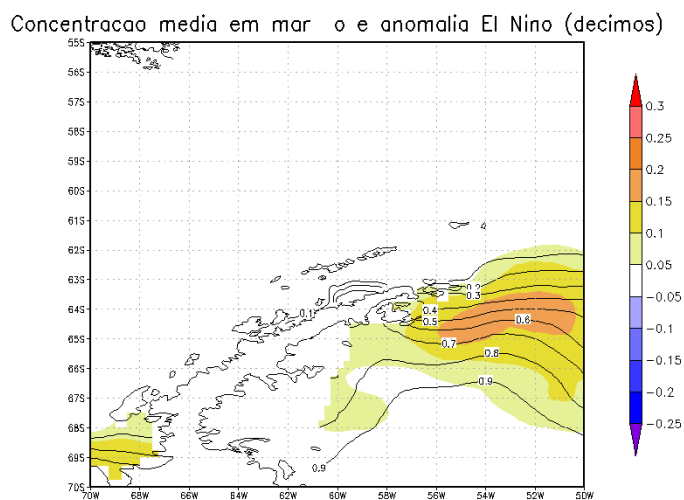 Concentracao media em mar o e anomalia El Nino (decimos)
55S
56S
57S
58S
59S
60S
61S
62S
63S
64S
65S
66S
67S
68S
69S
70S
70W 68W 66W 64W 62W 60W 58W 56W 54W 52W 50W
0.1
0.2
0.3
0.4
0.5
0.6
0.7
0.8
0.9
0.9
0.3
0.25
0.2
0.15
0.1
0.05
-0.05
-0.1
-0.15
-0.2
-0.25